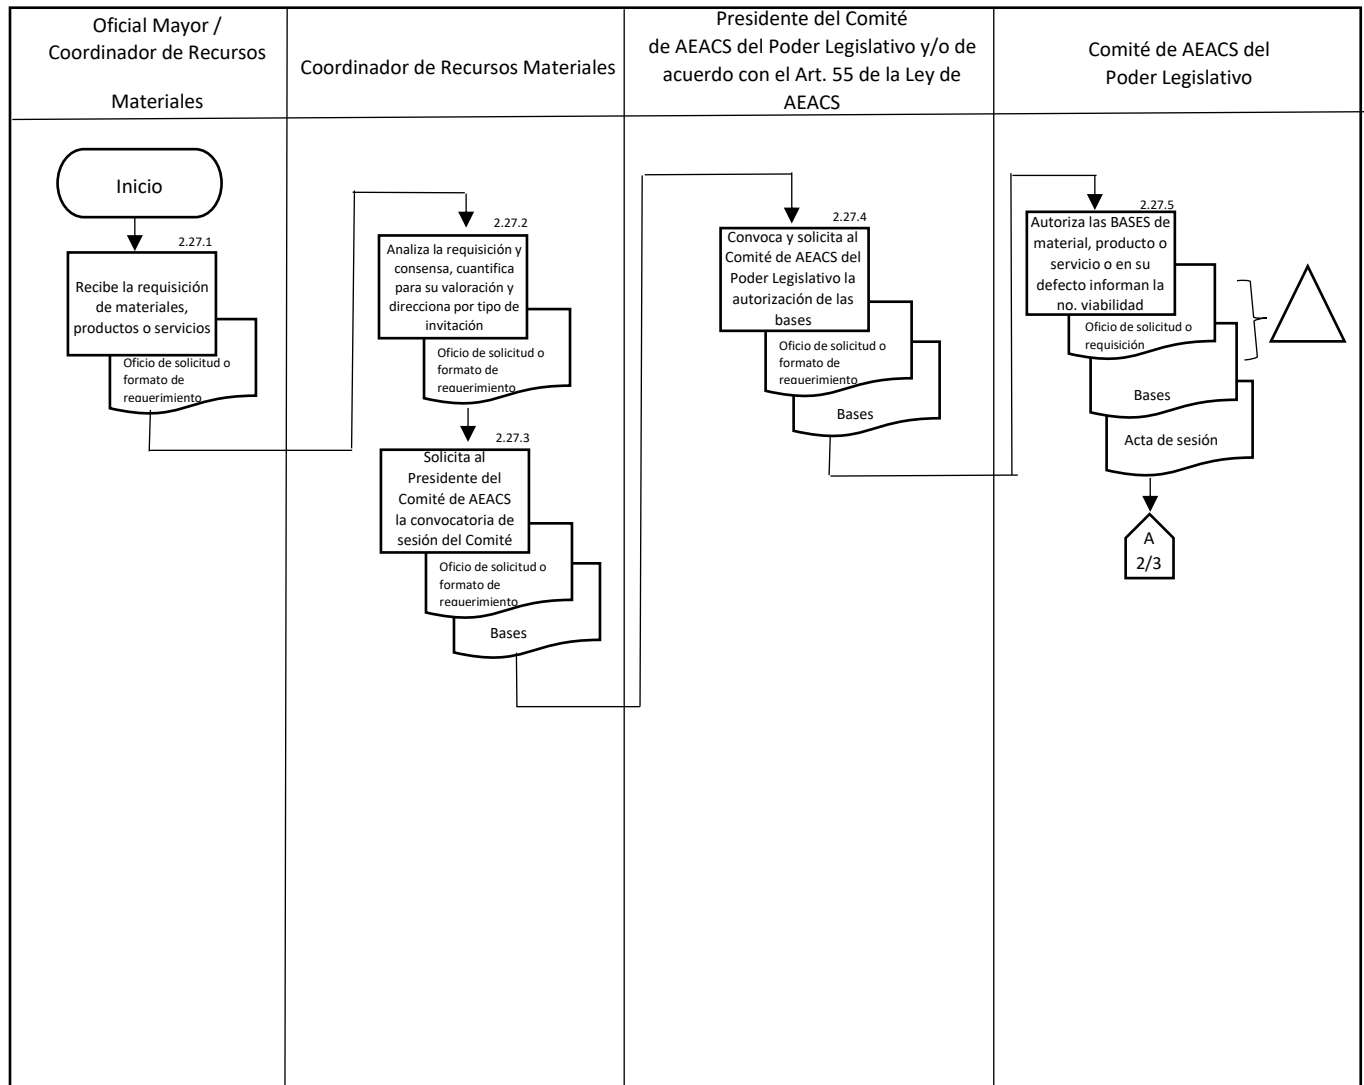 Oficial Mayor /
Coordinador de Recursos
Materiales
Coordinador de Recursos Materiales
Presidente del Comité
de AEACS del Poder Legislativo y/o de
acuerdo con el Art. 55 de la Ley de
AEACS
Comité de AEACS del
Poder Legislativo
Inicio
2.27.1
Recibe la requisición
de materiales,
productos o servicios
Oficio de solicitud o
formato de
requerimiento
2.27.2
Analiza la requisición y
consensa, cuantifica
para su valoración y
direcciona por tipo de
invitación
Oficio de solicitud o
formato de
requerimiento
2.27.3
Solicita al
Presidente del
Comité de AEACS
la convocatoria de
sesión del Comité
Oficio de solicitud o
formato de
requerimiento
Bases
2.27.4
Convoca y solicita al
Comité de AEACS del
Poder Legislativo la
autorización de las
bases
Oficio de solicitud o
formato de
requerimiento
Bases
2.27.5
Autoriza las BASES de
material, producto o
servicio o en su
defecto informan la
no. viabilidad
Oficio de solicitud o
requisición
Bases
Acta de sesión
A
2/3